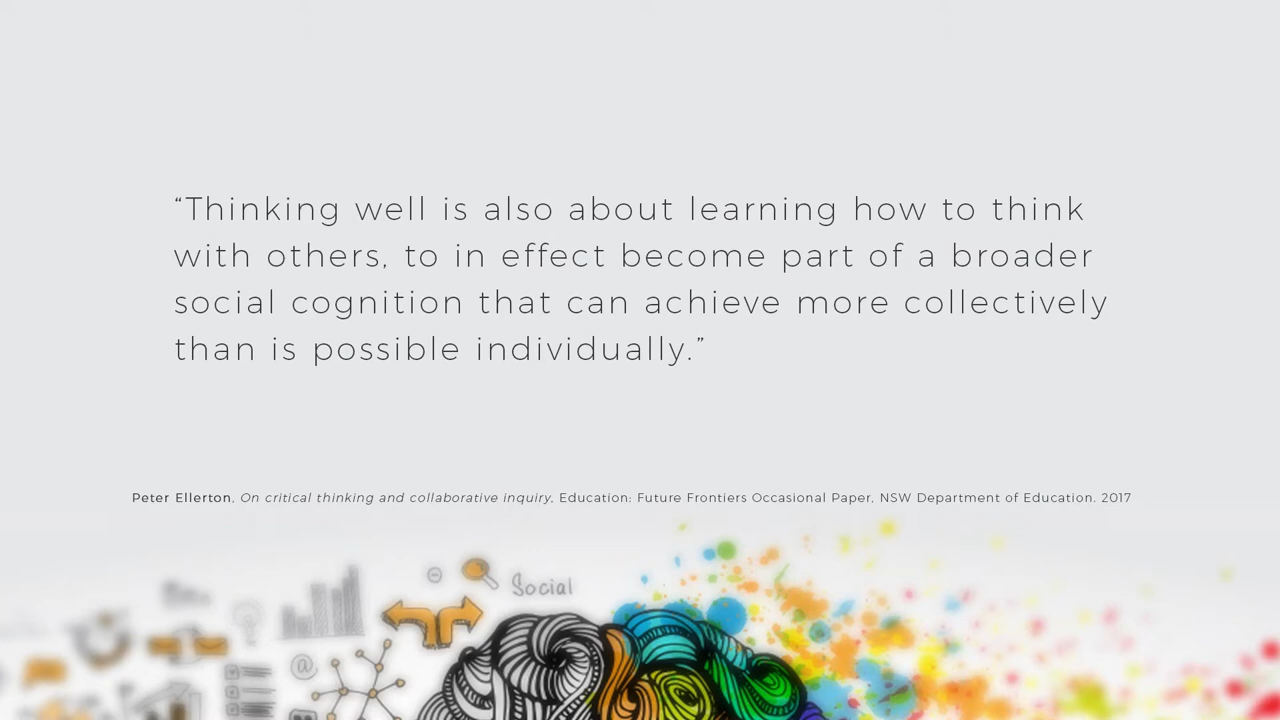 “Thinking well is also about learning how to think
with others, to in effect become part of a broader
social cognition that can achieve more collectively
than is possible individually.”
Peter Ellerton, On critical thinking and collaborative inquiry, Education: Future Frontiers Occasional Paper, NSW Department of Education. 2017
Social
@